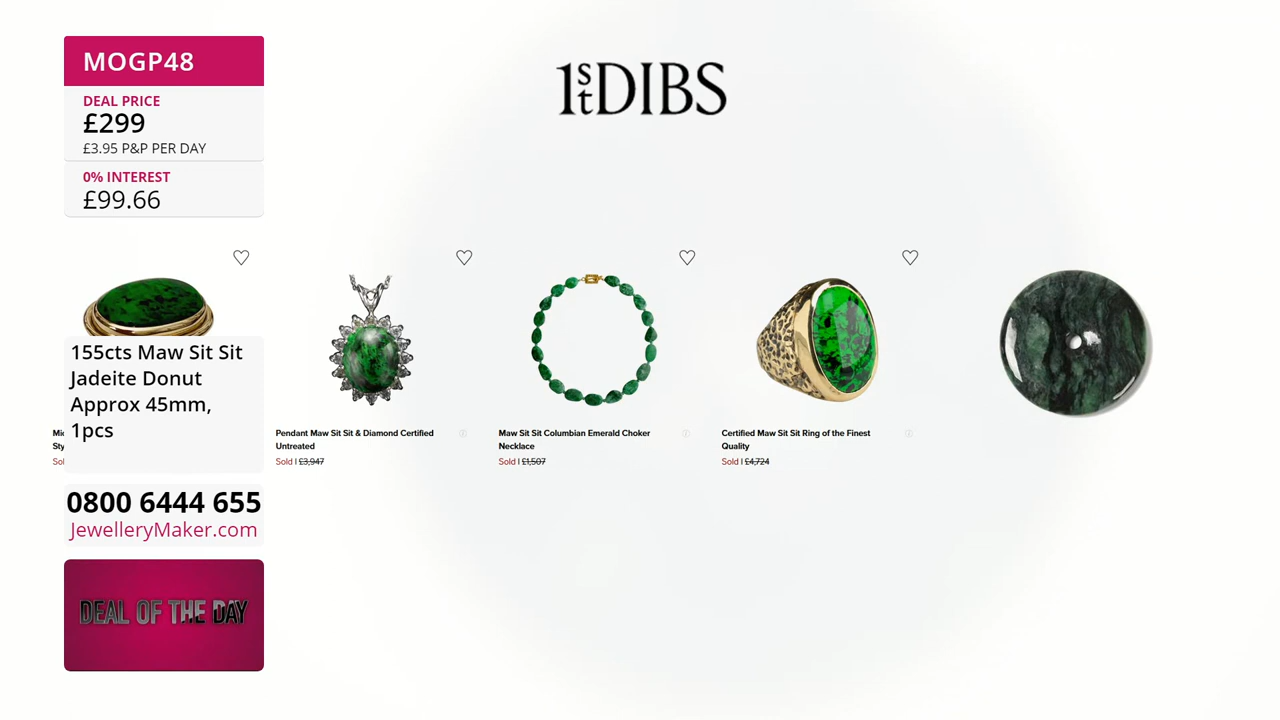 MOGP48
DEAL PRICE
£299
£3.95 P&P PER DAY
0% INTEREST
£99.66
155cts Maw Sit Sit
Jadeite Donut
Approx 45mm,
1pcs
0800 6444 655
JewelleryMaker.com
DEAL OF THE DAY
1stDIBS
Pendant Maw Sit Sit & Diamond Certified
Untreated
Sold | £3,947
Maw Sit Sit Columbian Emerald Choker
Necklace
Sold | £1,507
Certified Maw Sit Sit Ring of the Finest
Quality
Sold | £4,724